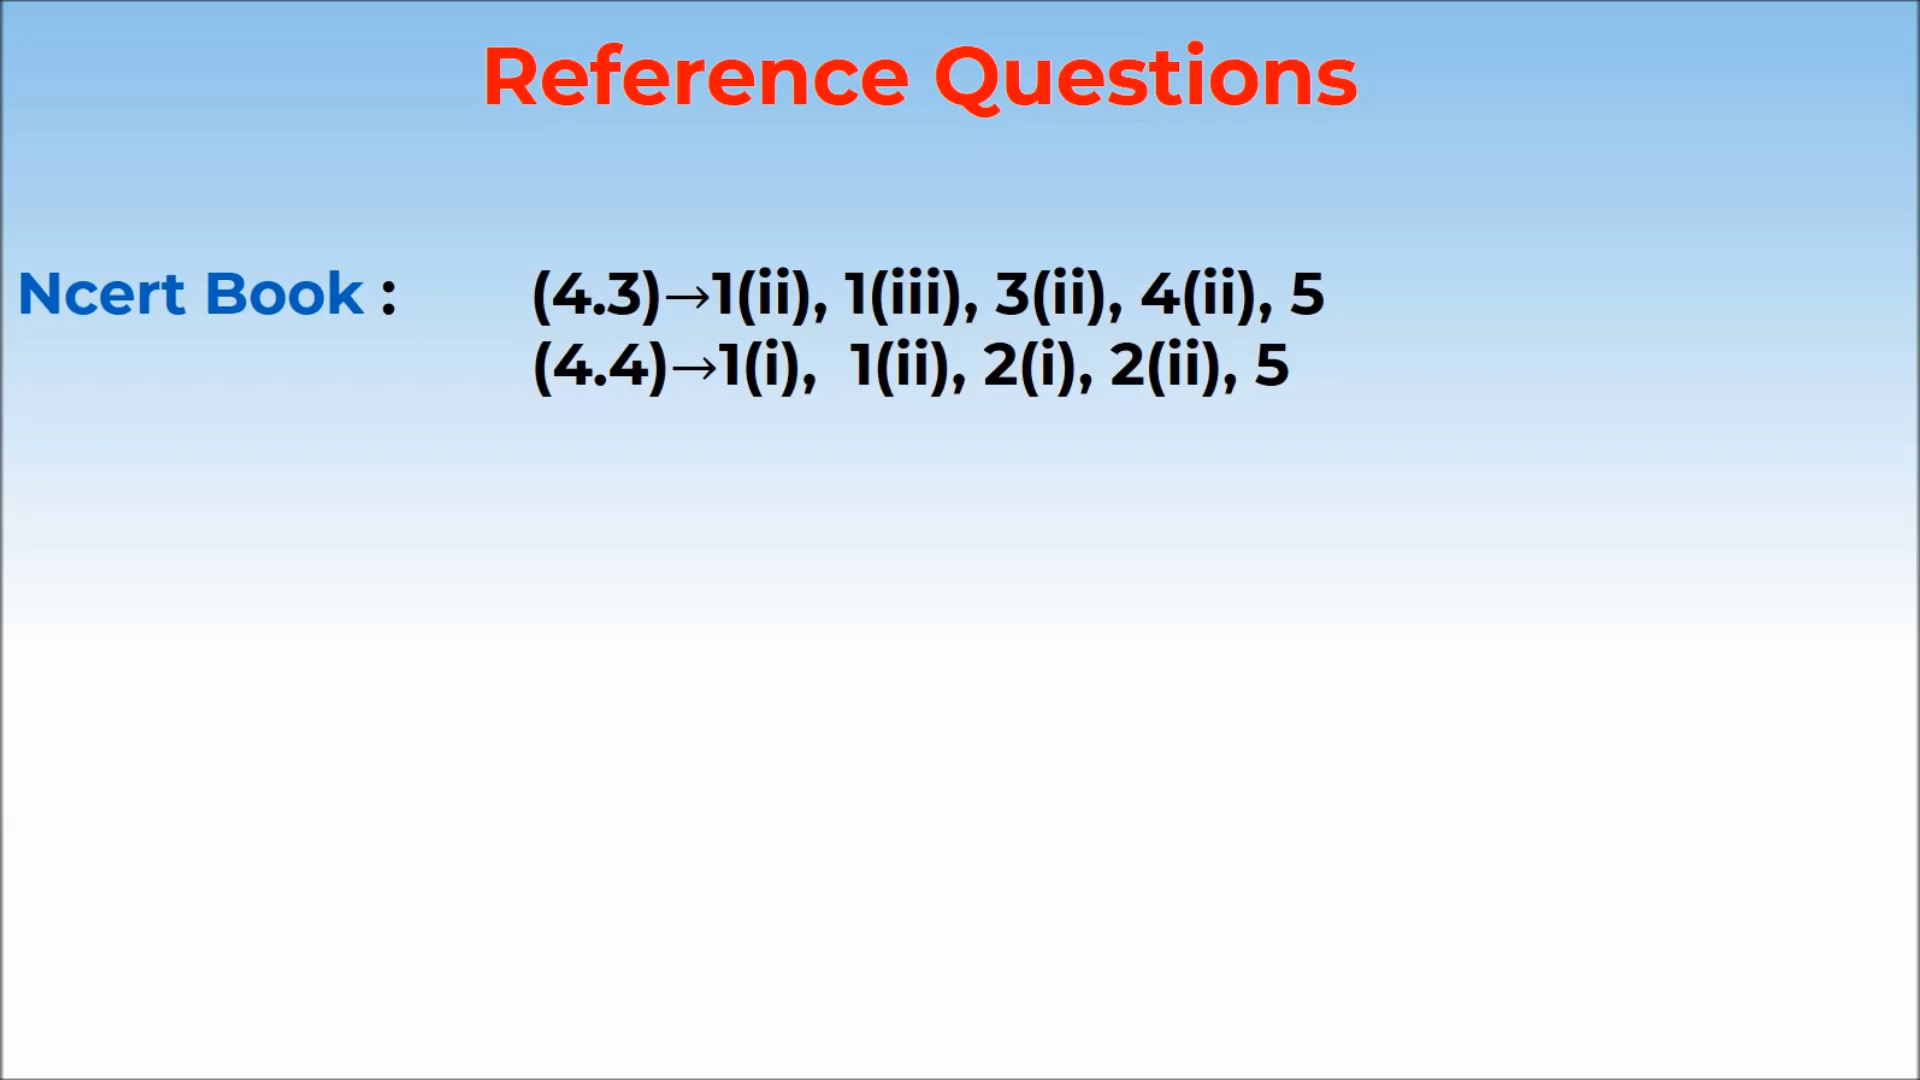 Reference Questions
Ncert Book : (4.3)→1(ii), 1(iii), 3(ii), 4(ii), 5
(4.4)→1(i), 1(ii), 2(i), 2(ii), 5